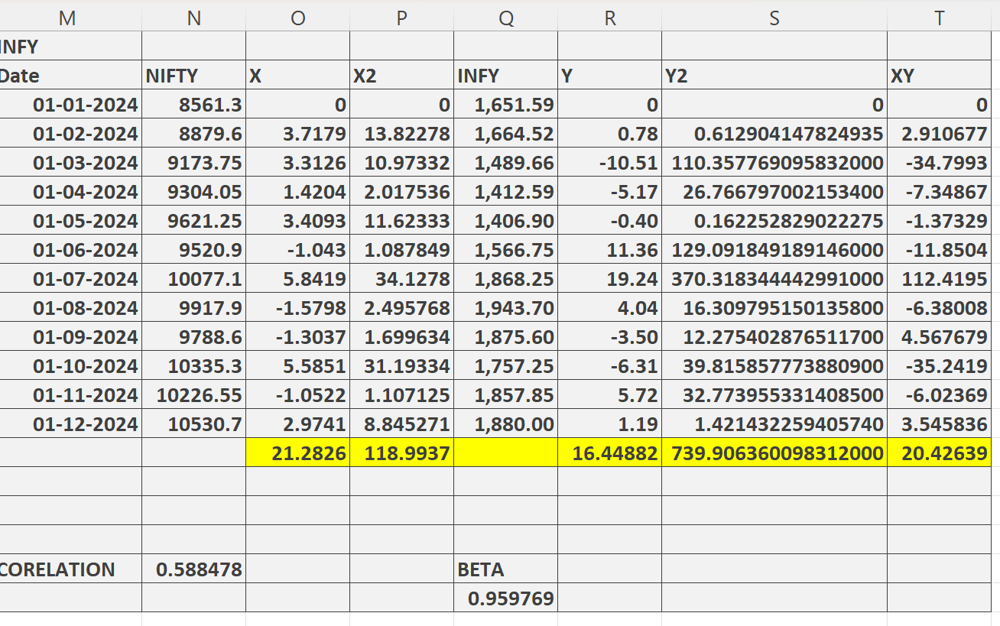 M N O P Q R S T
INFY
Date NIFTY X X2 INFY Y Y2 XY
01-01-2024 8561.3 0 0 1,651.59 0 0 0
01-02-2024 8879.6 3.7179 13.82278 1,664.52 0.78 0.612904147824935 2.910677
01-03-2024 9173.75 3.3126 10.97332 1,489.66 -10.51 110.357769095832000 -34.7993
01-04-2024 9304.05 1.4204 2.017536 1,412.59 -5.17 26.766797002153400 -7.34867
01-05-2024 9621.25 3.4093 11.62333 1,406.90 -0.40 0.162252829022275 -1.37329
01-06-2024 9520.9 -1.043 1.087849 1,566.75 11.36 129.091849189146000 -11.8504
01-07-2024 10077.1 5.8419 34.1278 1,868.25 19.24 370.318344442991000 112.4195
01-08-2024 9917.9 -1.5798 2.495768 1,943.70 4.04 16.309795150135800 -6.38008
01-09-2024 9788.6 -1.3037 1.699634 1,875.60 -3.50 12.275402876511700 4.567679
01-10-2024 10335.3 5.5851 31.19334 1,757.25 -6.31 39.815857773880900 -35.2419
01-11-2024 10226.55 -1.0522 1.107125 1,857.85 5.72 32.773955331408500 -6.02369
01-12-2024 10530.7 2.9741 8.845271 1,880.00 1.19 1.421432259405740 3.545836
21.2826 118.9937 16.44882 739.906360098312000 20.42639
CORELATION 0.588478 BETA
0.959769